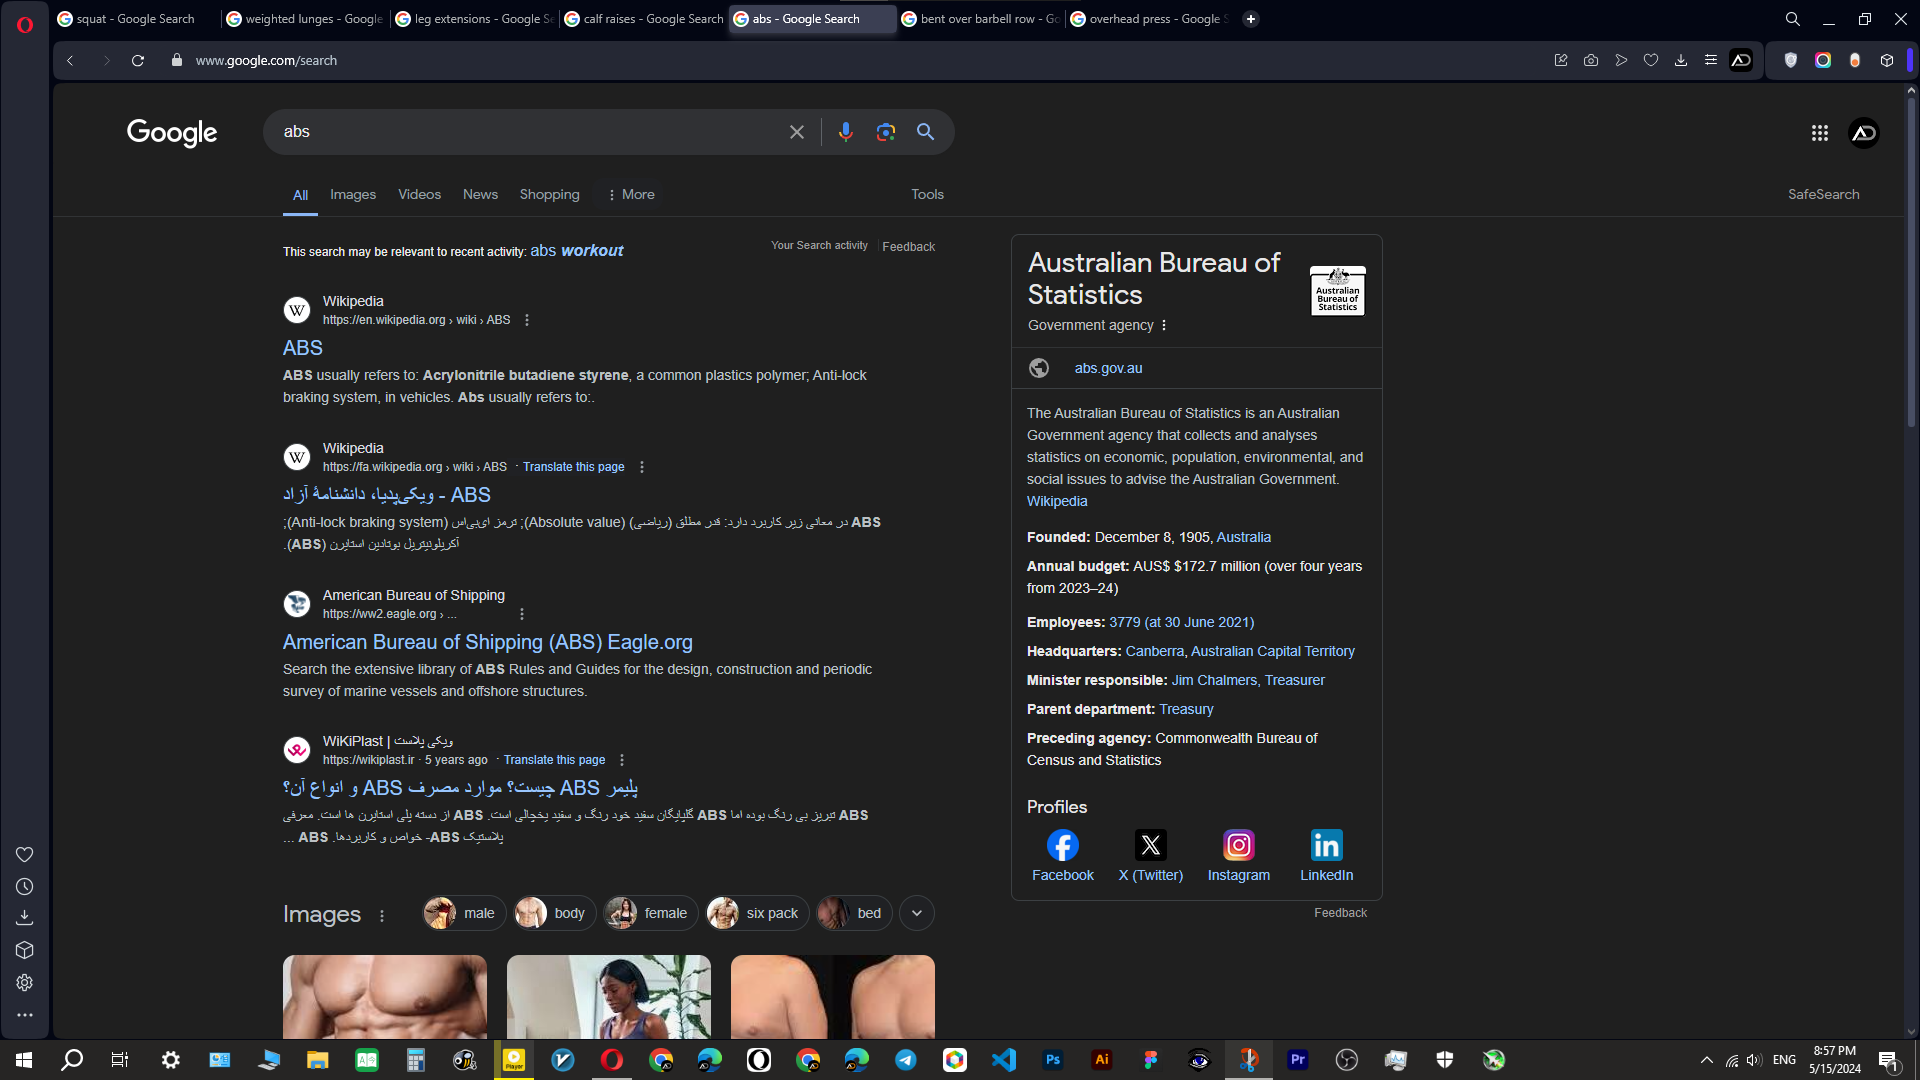 squat - Google Search
weighted lunges - Google
leg extensions - Google Se
calf raises - Google Search
abs - Google Search
bent over barbell row - Go
overhead press - Google S
www.google.com/search
Google
abs
All
Images
Videos
News
Shopping
More
Tools
SafeSearch
This search may be relevant to recent activity: abs workout
Your Search activity
Feedback
Wikipedia
https://en.wikipedia.org › wiki › ABS
ABS
ABS usually refers to: Acrylonitrile butadiene styrene, a common plastics polymer; Anti-lock
braking system, in vehicles. Abs usually refers to:.
Wikipedia
https://fa.wikipedia.org › wiki › ABS · Translate this page
ABS - ویکی‌پدیا، دانشنامهٔ آزاد
ABS در معانی زیر کاربرد دارد: قدر مطلق (ریاضی) (Absolute value); ترمز ای‌بی‌اس (Anti-lock braking system);
آکریلونیتریل بوتادین استایرن (ABS).
American Bureau of Shipping
https://ww2.eagle.org › ...
American Bureau of Shipping (ABS) Eagle.org
Search the extensive library of ABS Rules and Guides for the design, construction and periodic
survey of marine vessels and offshore structures.
WiKiPlast | ویکی پلاست
https://wikiplast.ir · 5 years ago · Translate this page
پلیمر ABS چیست؟ موارد مصرف ABS و انواع آن؟
ABS تبریز بی رنگ بوده اما ABS گلپایگان سفید خود رنگ و سفید یخچالی است. ABS از دسته پلی استایرن ها است. معرفی
پلاستیک ABS- خواص و کاربردها. ABS ...
Images
male
body
female
six pack
bed
Australian Bureau of
Statistics
Government agency
Australian
Bureau of
Statistics
abs.gov.au
The Australian Bureau of Statistics is an Australian
Government agency that collects and analyses
statistics on economic, population, environmental, and
social issues to advise the Australian Government.
Wikipedia
Founded: December 8, 1905, Australia
Annual budget: AUS$ $172.7 million (over four years
from 2023–24)
Employees: 3779 (at 30 June 2021)
Headquarters: Canberra, Australian Capital Territory
Minister responsible: Jim Chalmers, Treasurer
Parent department: Treasury
Preceding agency: Commonwealth Bureau of
Census and Statistics
Profiles
Facebook
X (Twitter)
Instagram
LinkedIn
Feedback
Player
Ps
Ai
Pr
ENG
8:57 PM
5/15/2024
1